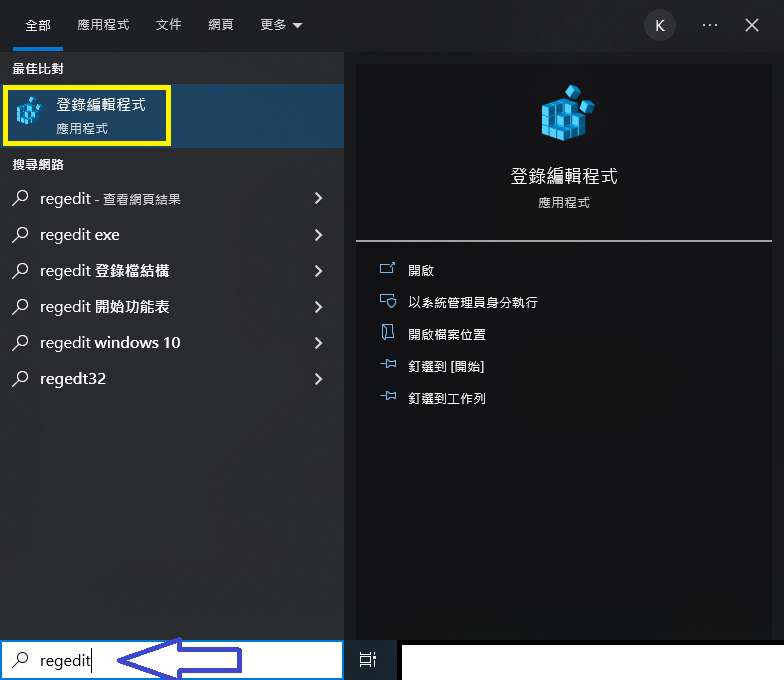 全部 應用程式 文件 網頁 更多 K
最佳比對
登錄編輯程式
應用程式
搜尋網路
regedit - 查看網頁結果
regedit exe
regedit 登錄檔結構
regedit 開始功能表
regedit windows 10
regedt32
登錄編輯程式
應用程式
開啟
以系統管理員身分執行
開啟檔案位置
釘選到 [開始]
釘選到工作列
regedit